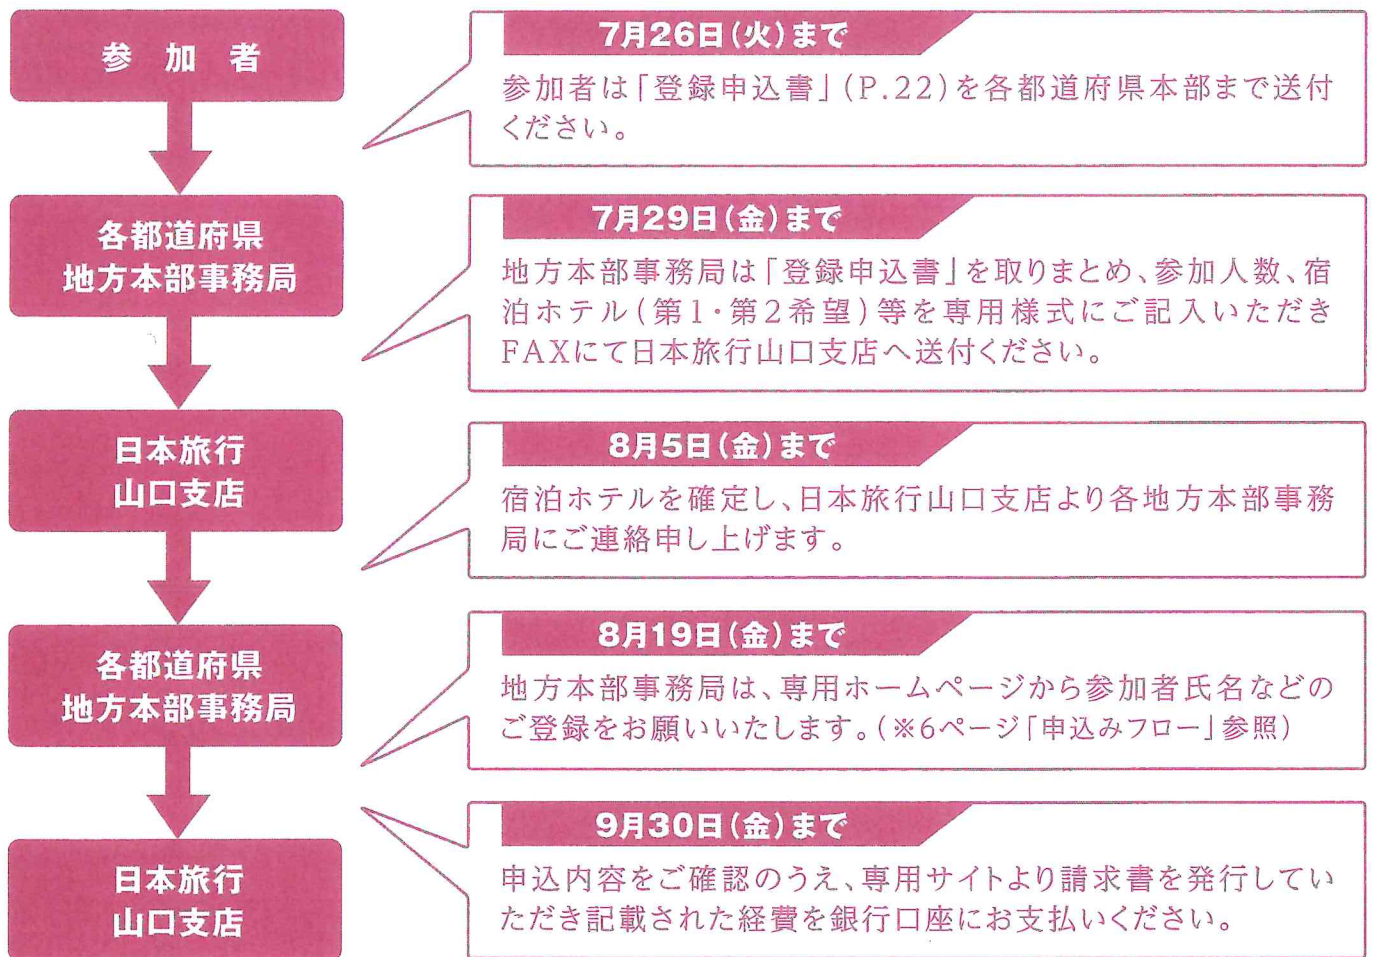 参加者
7月26日(火)まで
参加者は「登録申込書」(P.22)を各都道府県本部まで送付
ください。
各都道府県
地方本部事務局
7月29日(金)まで
地方本部事務局は「登録申込書」を取りまとめ、参加人数、宿
泊ホテル(第1・第2希望)等を専用様式にご記入いただき
FAXにて日本旅行山口支店へ送付ください。
日本旅行
山口支店
8月5日(金)まで
宿泊ホテルを確定し、日本旅行山口支店より各地方本部事務
局にご連絡申し上げます。
各都道府県
地方本部事務局
8月19日(金)まで
地方本部事務局は、専用ホームページから参加者氏名などの
ご登録をお願いいたします。(※6ページ「申込みフロー」参照)
日本旅行
山口支店
9月30日(金)まで
申込内容をご確認のうえ、専用サイトより請求書を発行してい
ただき記載された経費を銀行口座にお支払いください。